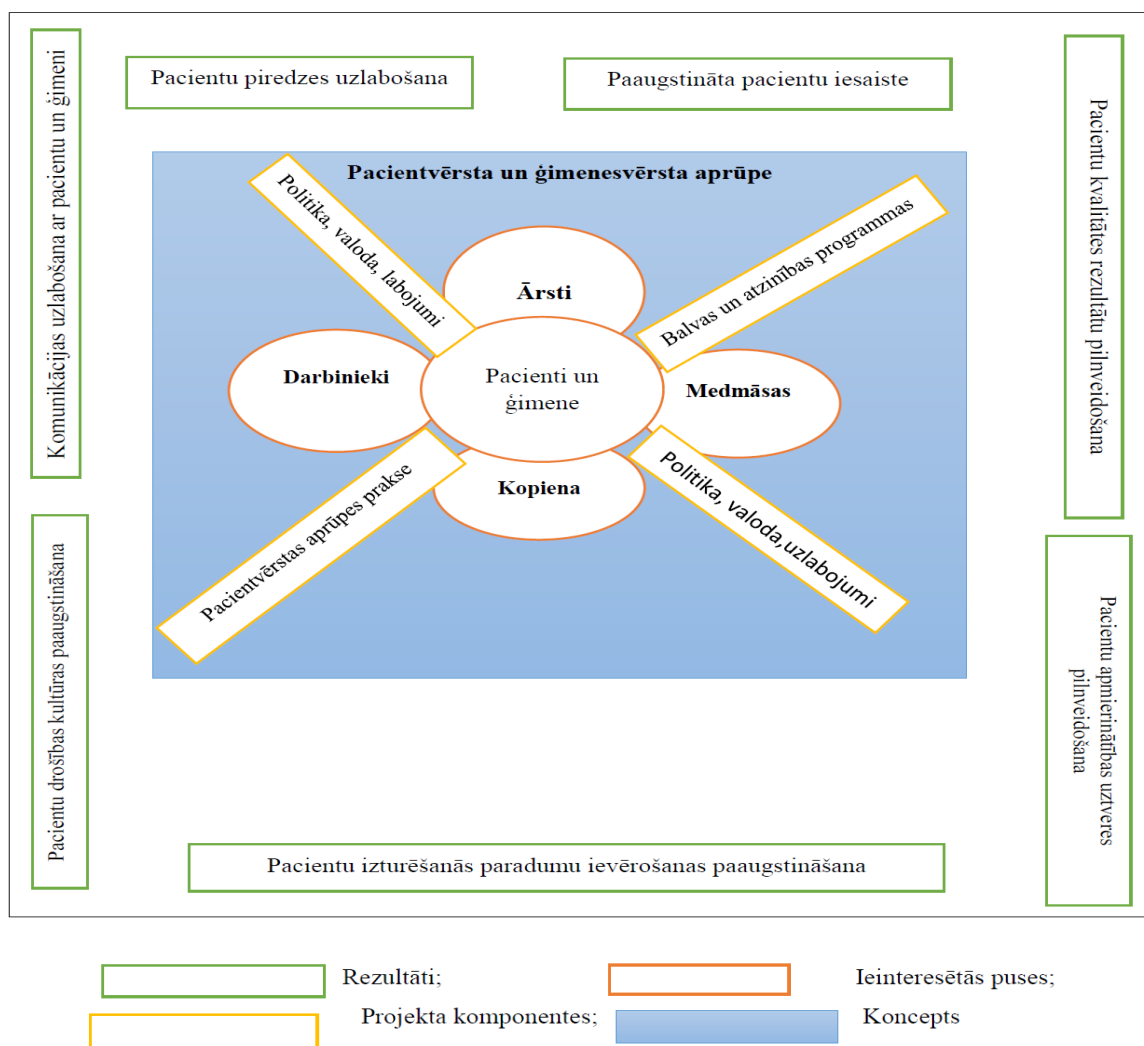 Komunikācijas uzlabošana ar pacientu un ģimeni
Pacientu piredzes uzlabošana
Paaugstināta pacientu iesaiste
Pacientu kvalitātes rezultātu pilnveidošana
Pacientvērsta un ģimenesvērsta aprūpe
Politika, valoda, labojumi
Balvas un atzinības programmas
Ārsti
Darbinieki
Pacienti un
ģimene
Medmāsas
Kopiena
Pacientvērstas aprūpes prakse
Politika, valoda,uzlabojumi
Pacientu drošības kultūras paaugstināšana
Pacientu apmierinātības uztveres
pilnveidošana
Pacientu izturēšanās paradumu ievērošanas paaugstināšana
Rezultāti;
Ieinteresētās puses;
Projekta komponentes;
Koncepts